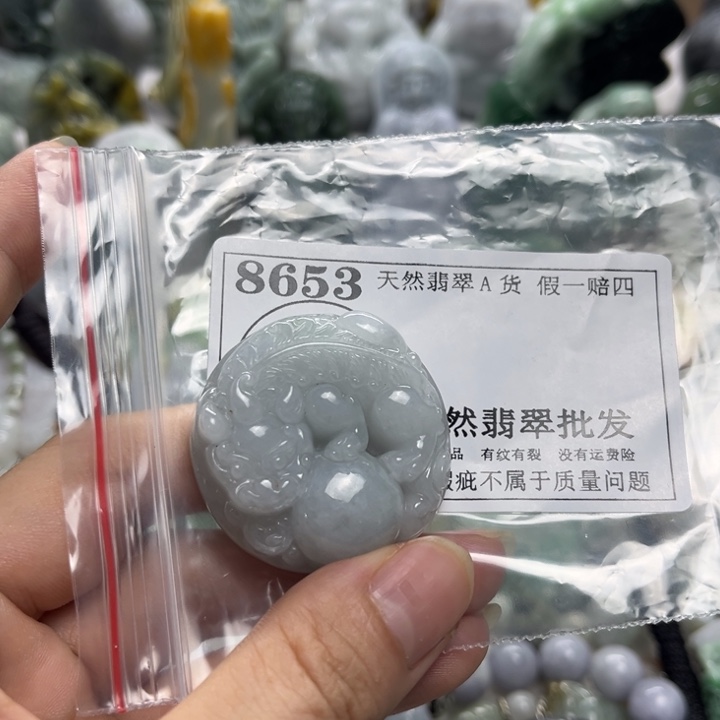 8653 天然翡翠A货 假一赔四
然翡翠批发
品 有纹有裂 没有运费险
瑕疵不属于质量问题